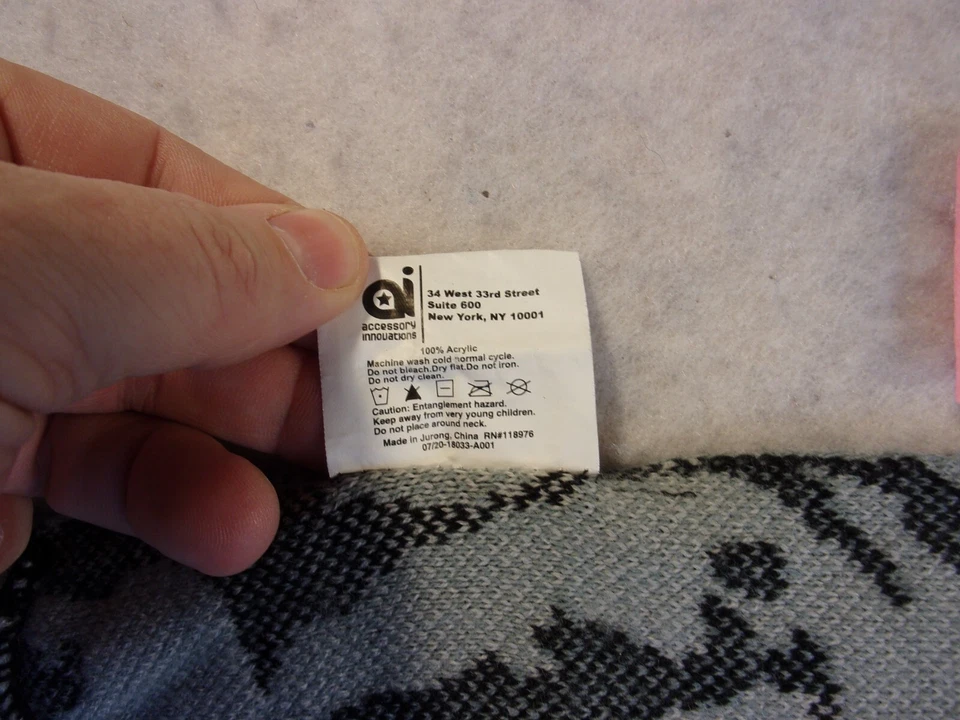 ai
accessory
innovations
34 West 33rd Street
Suite 600
New York, NY 10001
100% Acrylic
Machine wash cold normal cycle.
Do not bleach.Dry flat.Do not iron.
Do not dry clean.
Caution: Entanglement hazard.
Keep away from very young children.
Do not place around neck.
Made in Jurong, China RN#118976
07/20-18033-A001